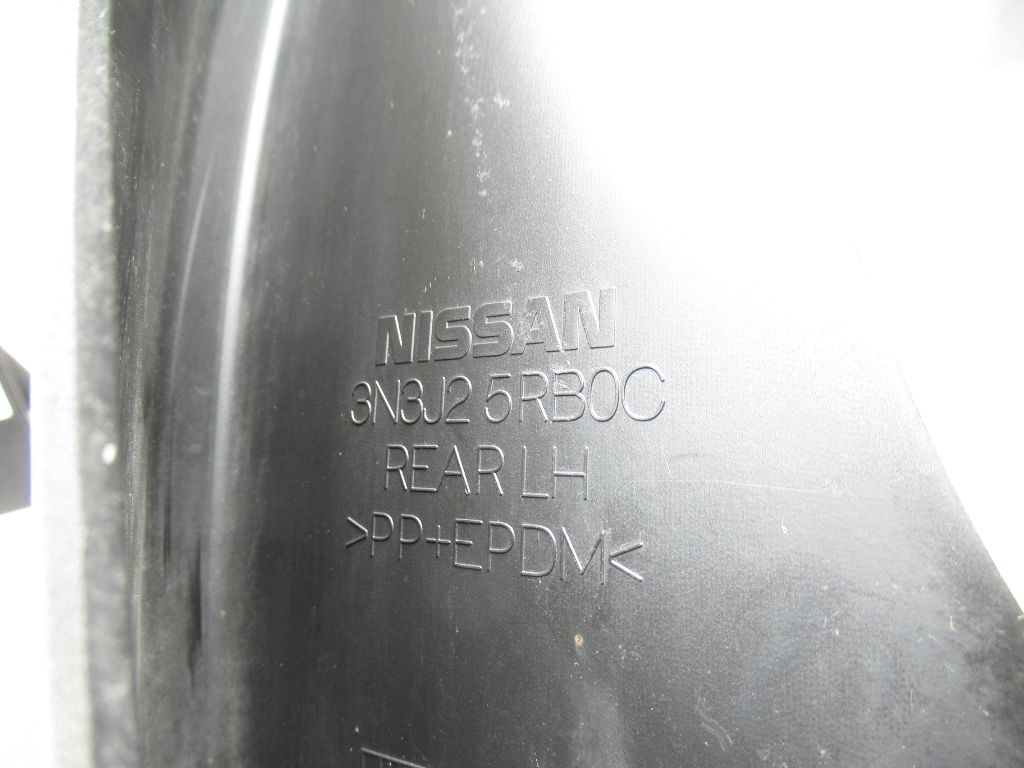 NISSAN
3N3J2 5RB0C
REAR LH
>PP+EPDM<